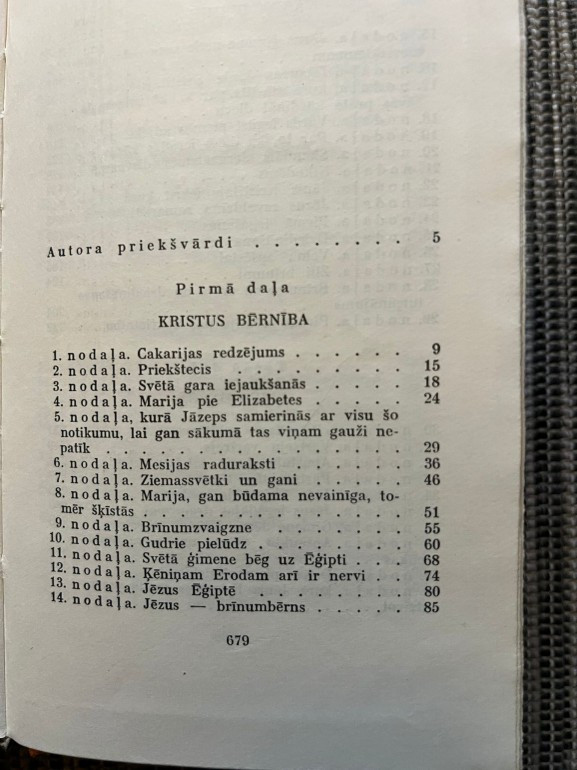 Autora priekšvārdi . . . . . . . . 5
Pirmā daļa
KRISTUS BĒRNĪBA
1. nodaļa. Cakarijas redzējums . . . . . . 9
2. nodaļa. Priekštecis . . . . . . . . . 15
3. nodaļa. Svētā gara iejaukšanās . . . . . 18
4. nodaļa. Marija pie Elizabetes . . . . . 24
5. nodaļa, kurā Jāzeps samierinās ar visu šo
notikumu, lai gan sākumā tas viņam gauži ne-
patīk . . . . . . . . . . . . . . . 29
6. nodaļa. Mesijas raduraksti . . . . . . 36
7. nodaļa. Ziemassvētki un gani . . . . . 46
8. nodaļa. Marija, gan būdama nevainīga, to-
mēr šķīstās . . . . . . . . . . . . . 51
9. nodaļa. Brīnumzvaigzne . . . . . . . 55
10. nodaļa. Gudrie pielūdz . . . . . . . . 60
11. nodaļa. Svētā ģimene bēg uz Ēģipti . . . 68
12. nodaļa. Ķēniņam Erodam arī ir nervi . . 74
13. nodaļa. Jēzus Ēģiptē . . . . . . . . 80
14. nodaļa. Jēzus — brīnumbērns . . . . . 85
679